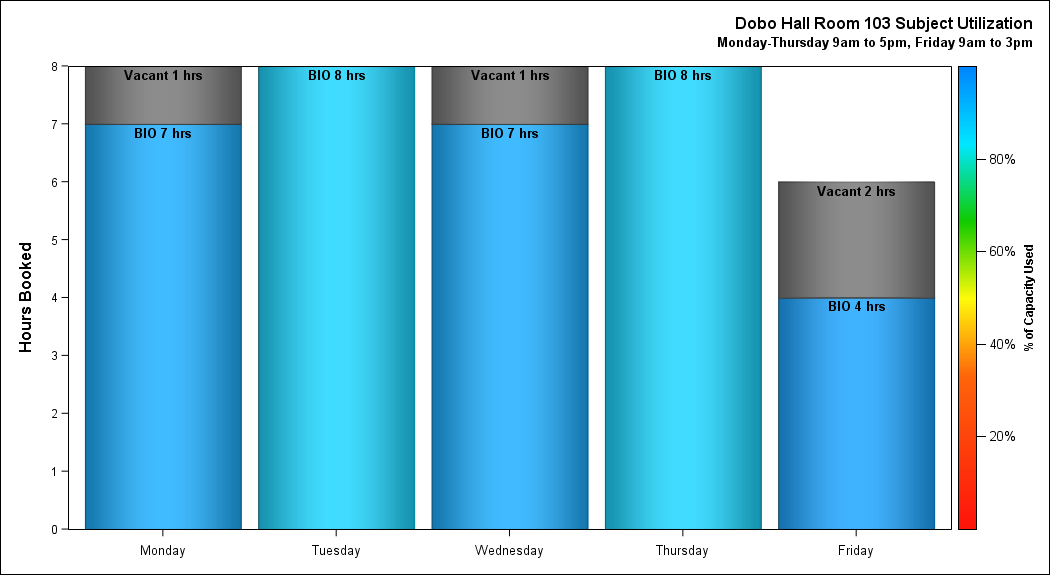 Dobo Hall Room 103 Subject Utilization
Monday-Thursday 9am to 5pm, Friday 9am to 3pm
Hours Booked
8
7
6
5
4
3
2
1
0
Vacant 1 hrs
BIO 7 hrs
BIO 8 hrs
Vacant 1 hrs
BIO 7 hrs
BIO 8 hrs
Vacant 2 hrs
BIO 4 hrs
Monday
Tuesday
Wednesday
Thursday
Friday
80%
60%
40%
20%
% of Capacity Used